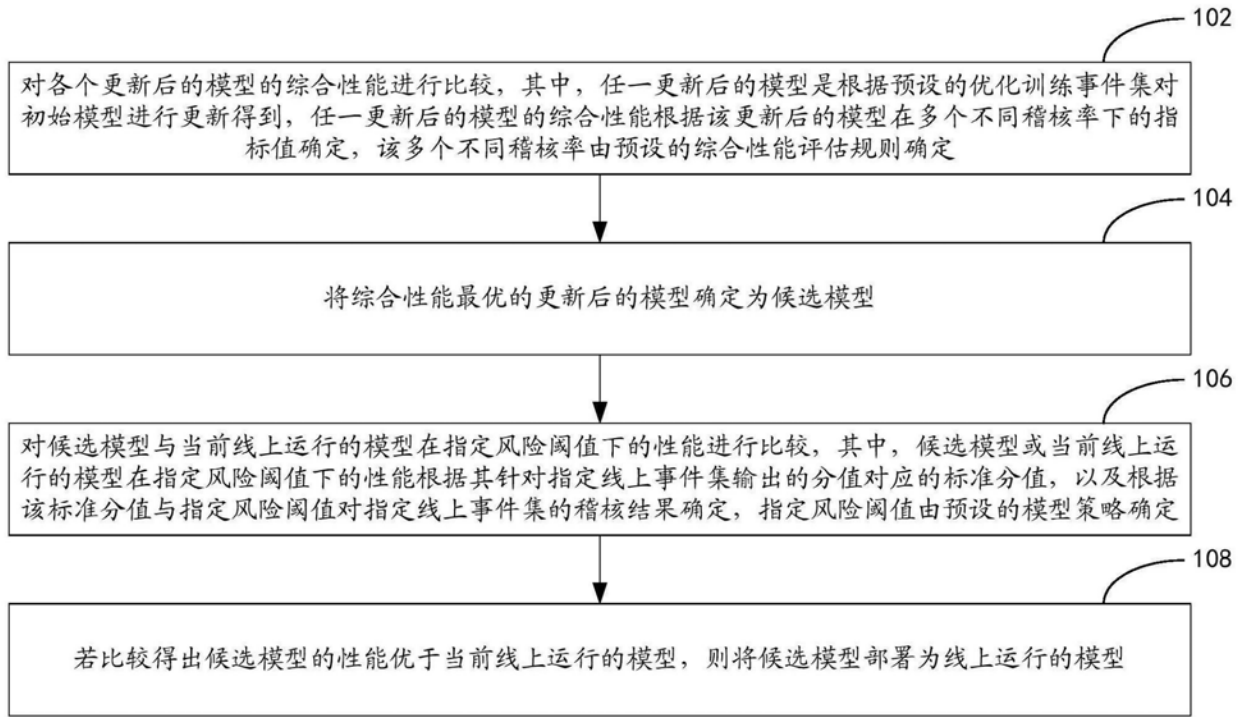 102
对各个更新后的模型的综合性能进行比较，其中，任一更新后的模型是根据预设的优化训练事件集对
初始模型进行更新得到，任一更新后的模型的综合性能根据该更新后的模型在多个不同稽核率下的指
标值确定，该多个不同稽核率由预设的综合性能评估规则确定
104
将综合性能最优的更新后的模型确定为候选模型
106
对候选模型与当前线上运行的模型在指定风险阈值下的性能进行比较，其中，候选模型或当前线上运
行的模型在指定风险阈值下的性能根据其针对指定线上事件集输出的分值对应的标准分值，以及根据
该标准分值与指定风险阈值对指定线上事件集的稽核结果确定，指定风险阈值由预设的模型策略确定
108
若比较得出候选模型的性能优于当前线上运行的模型，则将候选模型部署为线上运行的模型